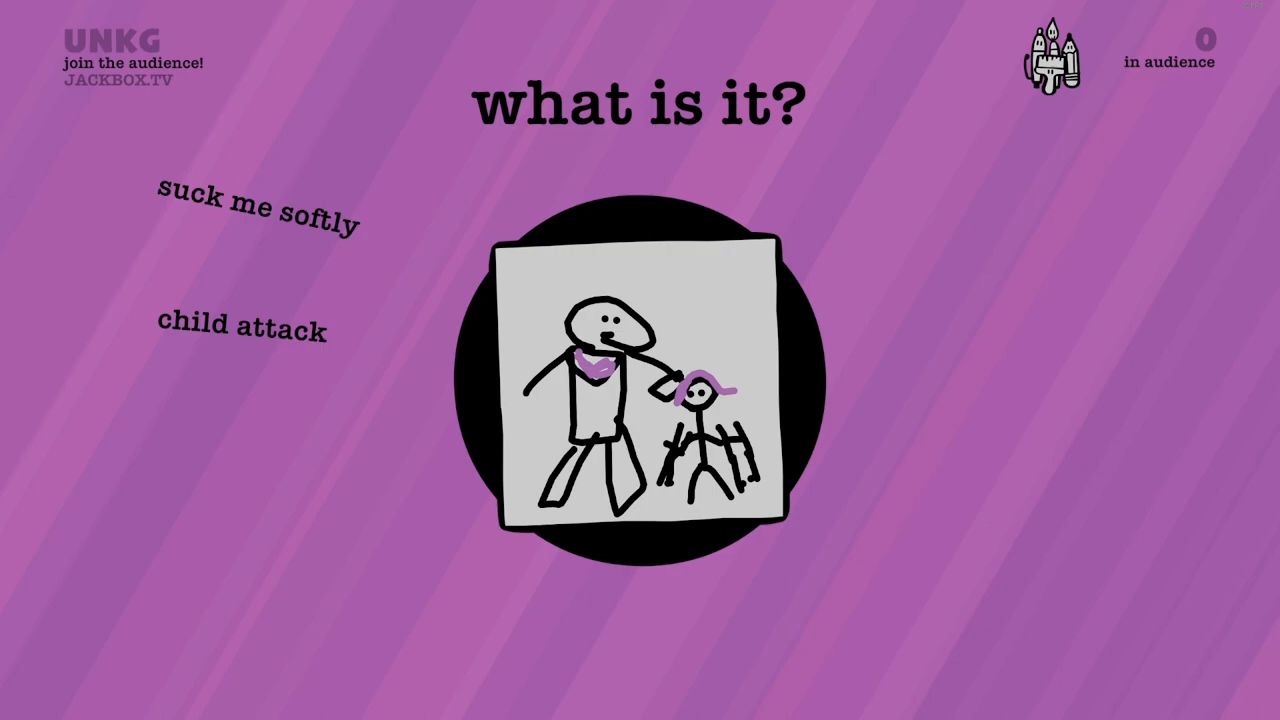 UNKG
join the audience!
JACKBOX.TV
0
in audience
what is it?
suck me softly
child attack